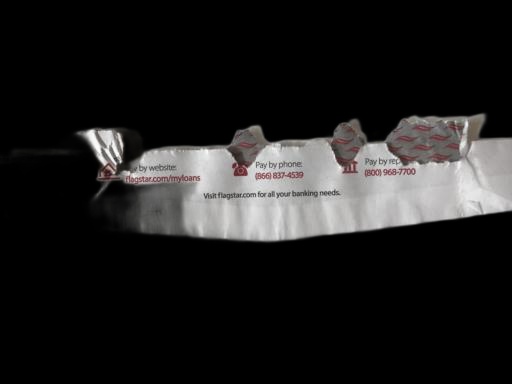 by website:
flagstar.com/myloans
Pay by phone:
(866) 837-4539
Pay by
(800) 968-7700
Visit flagstar.com for all your banking needs.